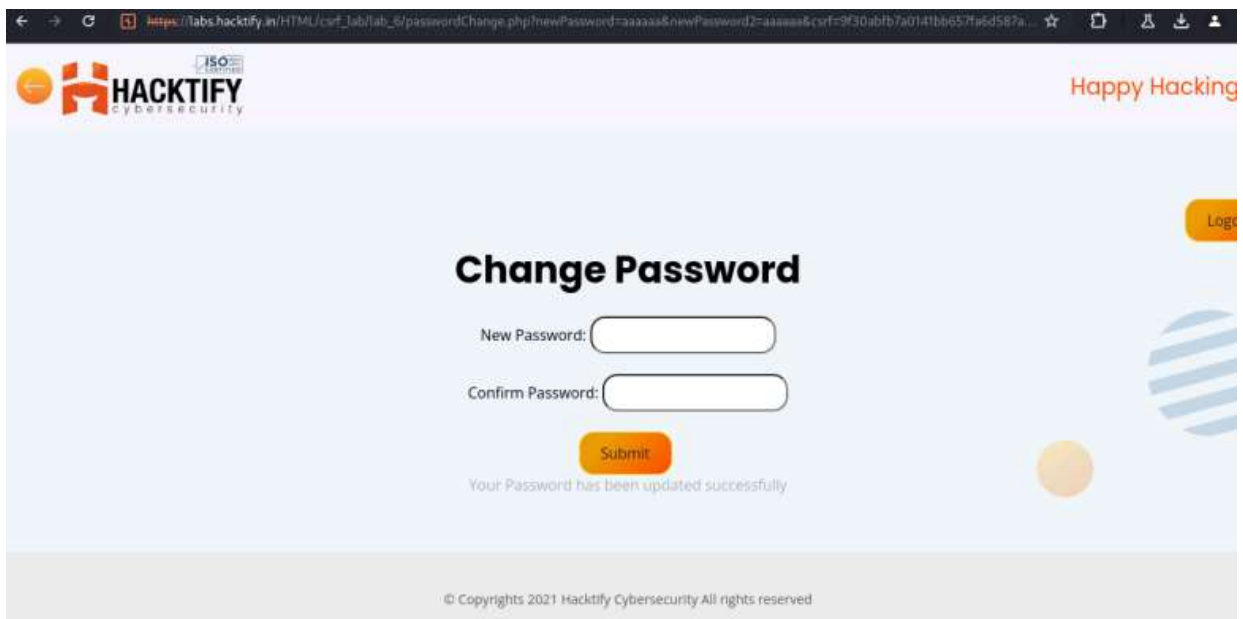 https://labs.hacktify.in/HTML/csrf_lab/lab_6/passwordChange.php?newPassword=aaaaaa&newPassword2=aaaaaa&csrf=9f30abfb7a0141bb657fa6d587a...
ISO
HACKTIFY
cybersecurity
Happy Hacking
Logo
Change Password
New Password:
Confirm Password:
Submit
Your Password has been updated successfully
© Copyrights 2021 Hacktify Cybersecurity All rights reserved